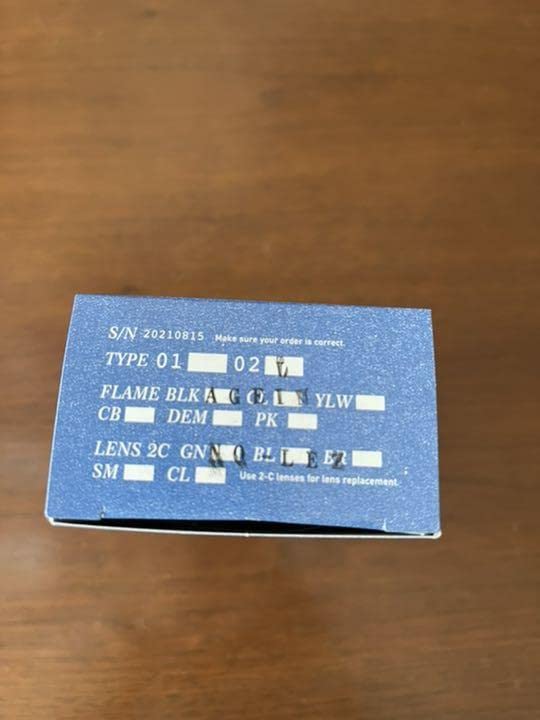 S/N 20210815 Make sure your order is correct.
TYPE 01 02
FLAME BLK YLW
CB DEM PK
LENS 2C GN
SM CL Use 2-C lenses for lens replacement.